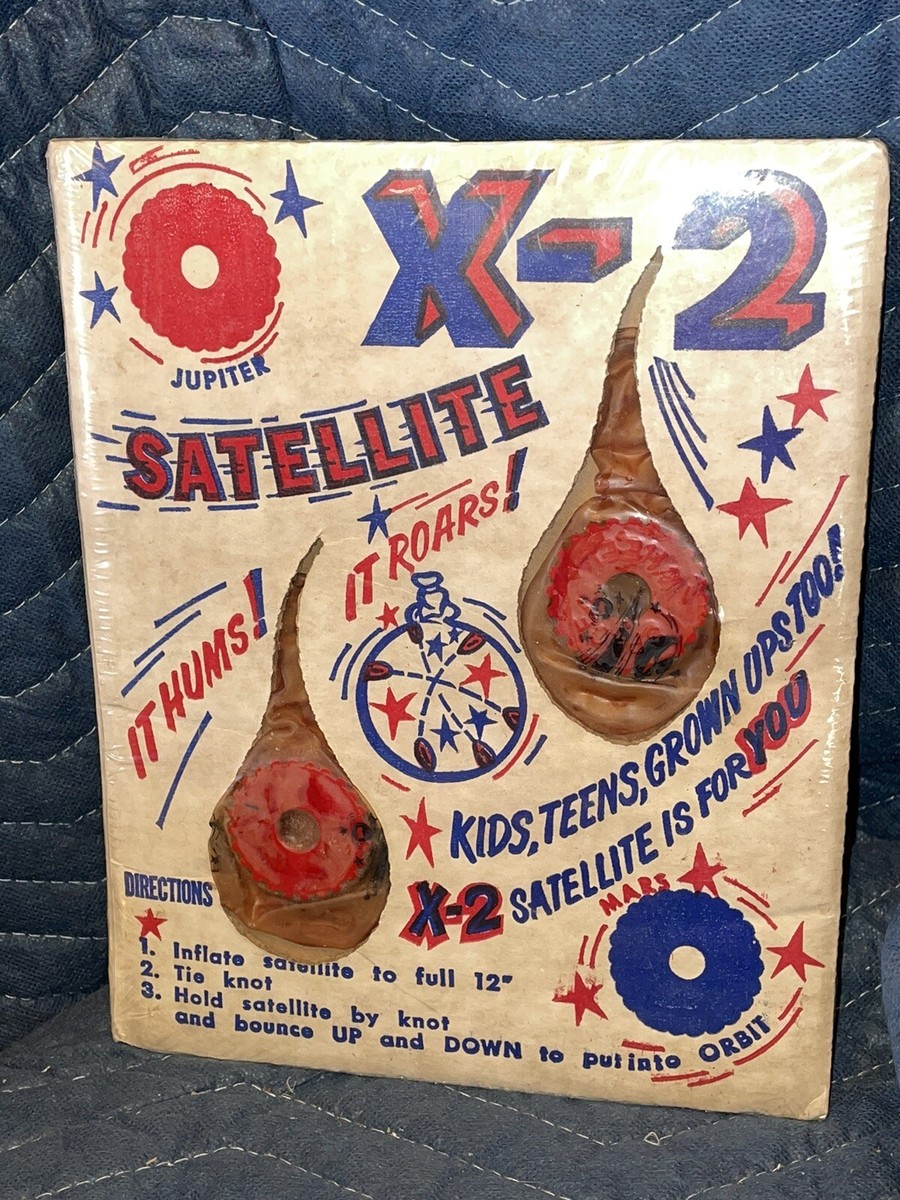 X-2
JUPITER
SATELLITE
IT ROARS!
IT HUMS!
KIDS, TEENS, GROWN UPS TOO!
X-2 SATELLITE IS FOR YOU
MARS
DIRECTIONS
1. Inflate satellite to full 12"
2. Tie knot
3. Hold satellite by knot
and bounce UP and DOWN to put into ORBIT